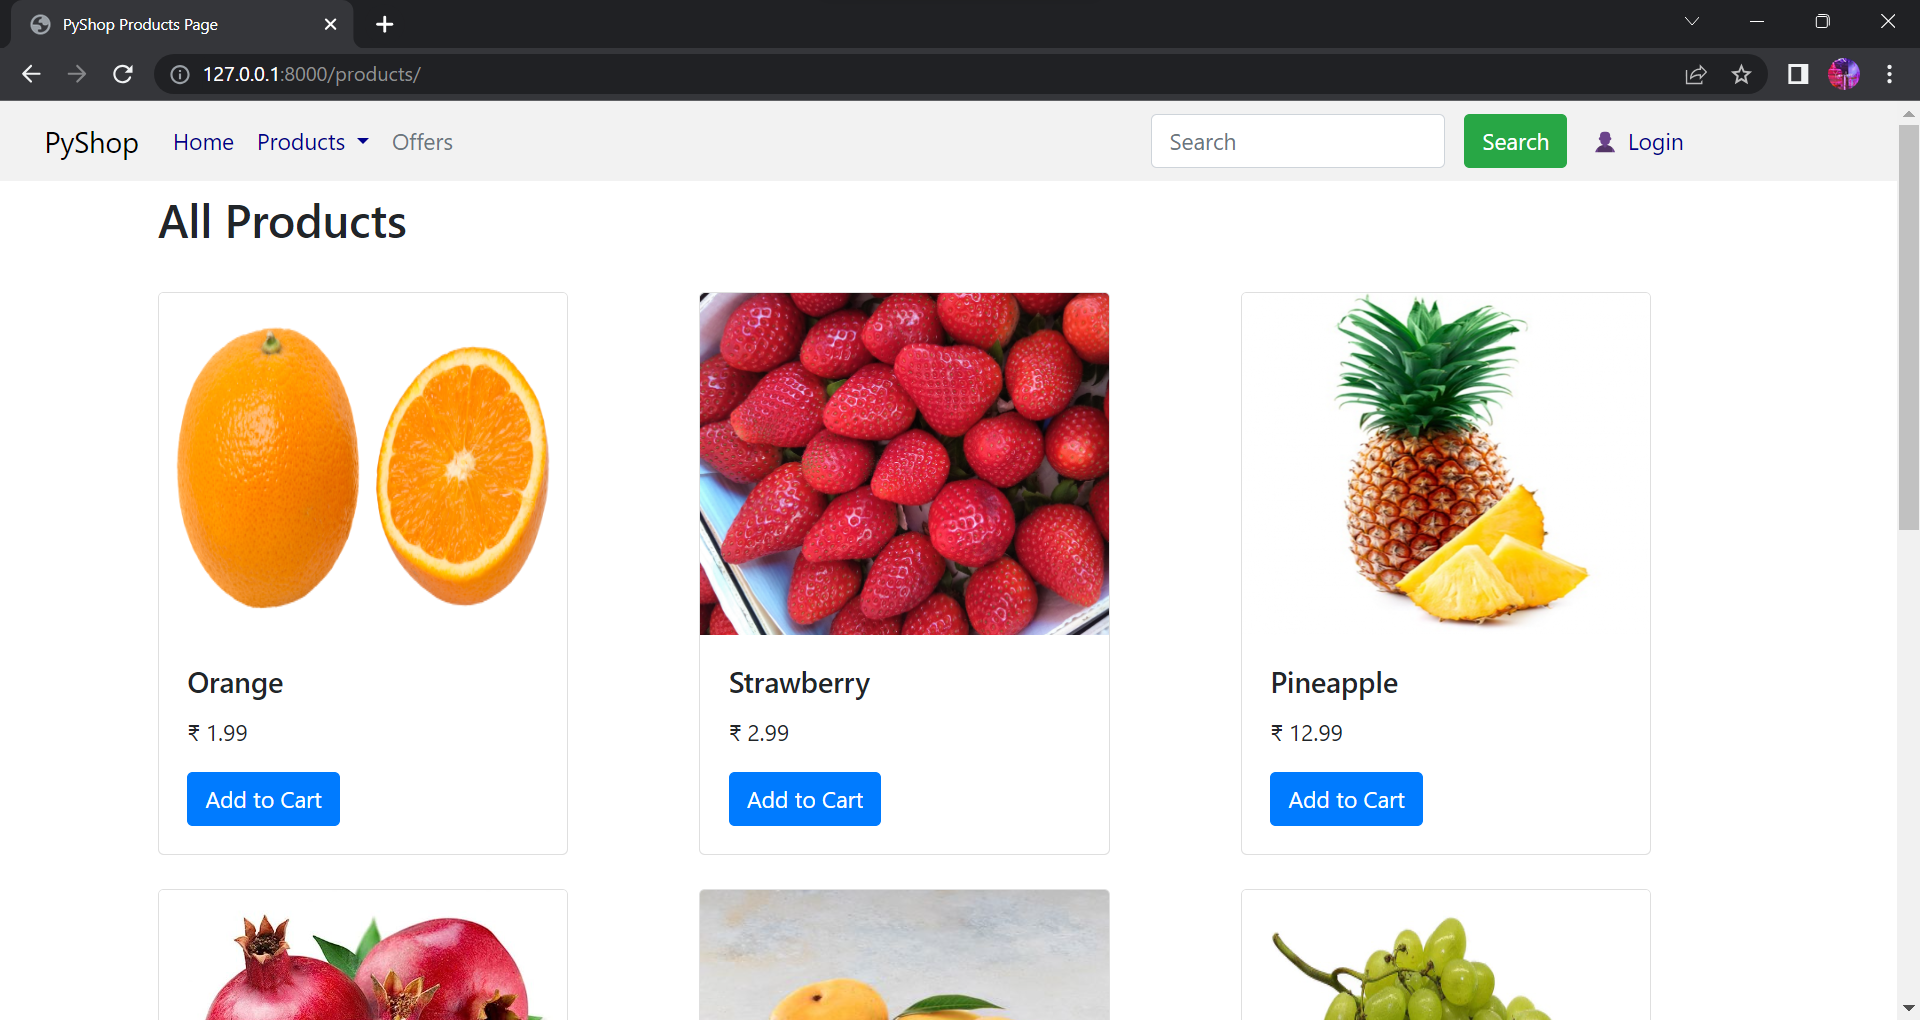 PyShop Products Page
127.0.0.1:8000/products/
PyShop Home Products Offers Search Search Login
All Products
Orange
₹ 1.99
Add to Cart
Strawberry
₹ 2.99
Add to Cart
Pineapple
₹ 12.99
Add to Cart